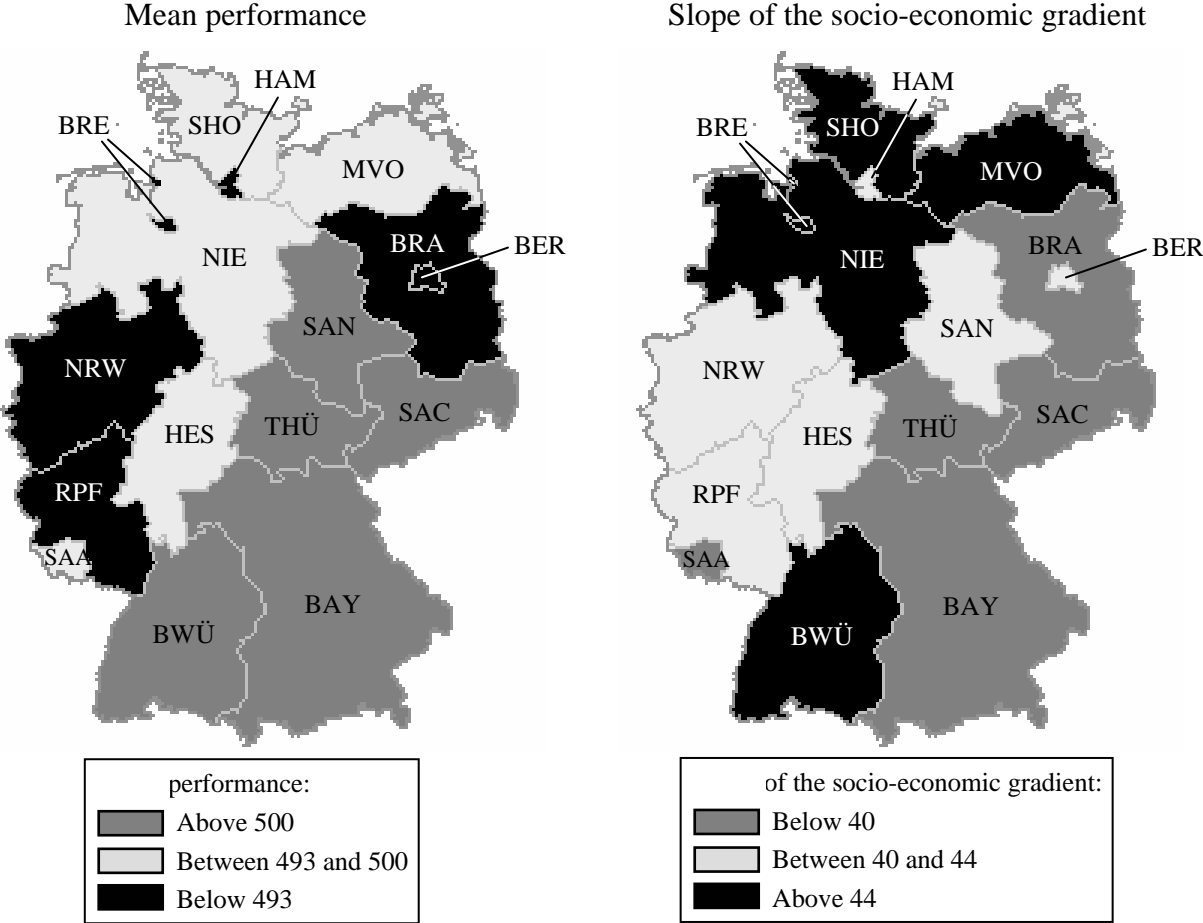 Mean performance
HAM
BRE
SHO
MVO
NIE
BRA
BER
SAN
NRW
SAC
THÜ
HES
RPF
SAA
BAY
BWÜ
performance:
Above 500
Between 493 and 500
Below 493
Slope of the socio-economic gradient
HAM
BRE
SHO
MVO
BRA
BER
NIE
SAN
NRW
SAC
THÜ
HES
RPF
SAA
BAY
BWÜ
of the socio-economic gradient:
Below 40
Between 40 and 44
Above 44